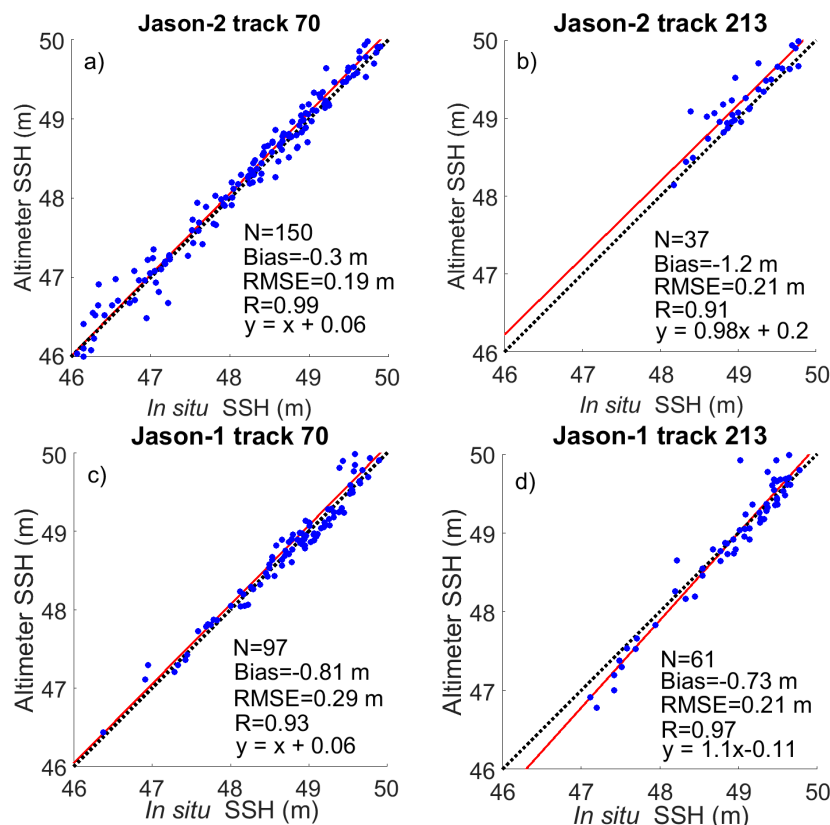 Jason-2 track 70
a)
Altimeter SSH (m)
50
49
48
47
46
N=150
Bias=-0.3 m
RMSE=0.19 m
R=0.99
y = x + 0.06
46 47 48 49 50
In situ SSH (m)
Jason-2 track 213
b)
Altimeter SSH (m)
50
49
48
47
46
N=37
Bias=-1.2 m
RMSE=0.21 m
R=0.91
y = 0.98x + 0.2
46 47 48 49 50
In situ SSH (m)
Jason-1 track 70
c)
Altimeter SSH (m)
50
49
48
47
46
N=97
Bias=-0.81 m
RMSE=0.29 m
R=0.93
y = x + 0.06
46 47 48 49 50
In situ SSH (m)
Jason-1 track 213
d)
Altimeter SSH (m)
50
49
48
47
46
N=61
Bias=-0.73 m
RMSE=0.21 m
R=0.97
y = 1.1x-0.11
46 47 48 49 50
In situ SSH (m)